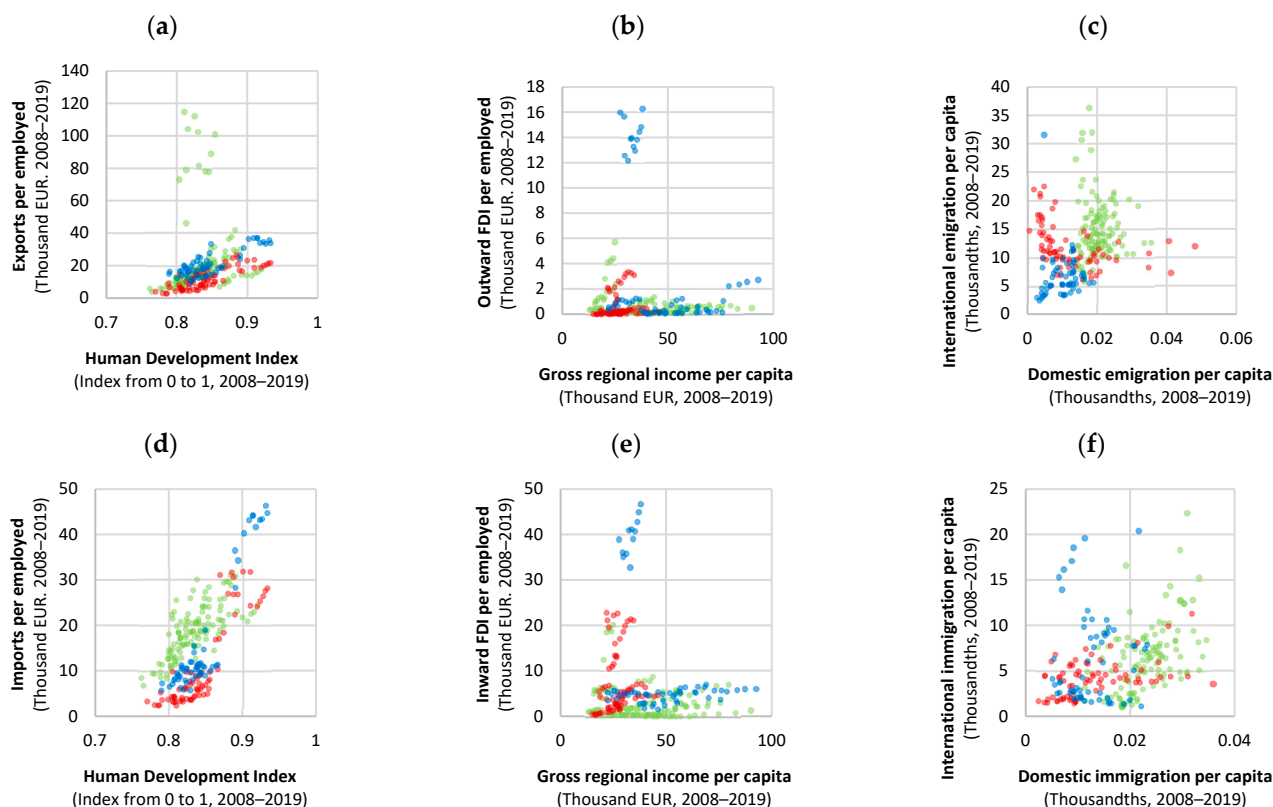 (a)
Exports per employed
(Thousand EUR. 2008–2019)
140
120
100
80
60
40
20
0
0.7
0.8
0.9
1
Human Development Index
(Index from 0 to 1, 2008–2019)
(b)
Outward FDI per employed
(Thousand EUR. 2008–2019)
18
16
14
12
10
8
6
4
2
0
0
50
100
Gross regional income per capita
(Thousand EUR, 2008–2019)
(c)
International emigration per capita
(Thousandths, 2008–2019)
40
35
30
25
20
15
10
5
0
0
0.02
0.04
0.06
Domestic emigration per capita
(Thousandths, 2008–2019)
(d)
Imports per employed
(Thousand EUR. 2008–2019)
50
40
30
20
10
0
0.7
0.8
0.9
1
Human Development Index
(Index from 0 to 1, 2008–2019)
(e)
Inward FDI per employed
(Thousand EUR. 2008–2019)
50
40
30
20
10
0
0
50
100
Gross regional income per capita
(Thousand EUR, 2008–2019)
(f)
International immigration per capita
(Thousandths, 2008–2019)
25
20
15
10
5
0
0
0.02
0.04
Domestic immigration per capita
(Thousandths, 2008–2019)